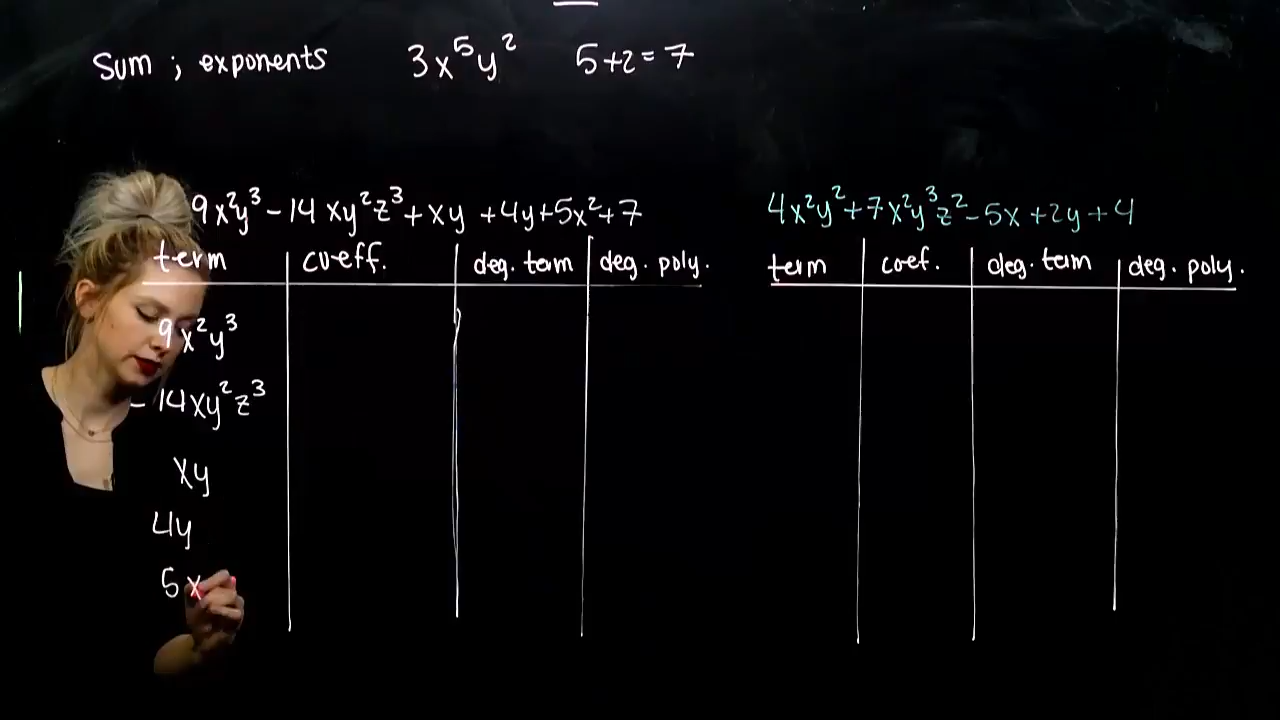 Sum ; exponents 3x⁵y² 5+2=7
9x²y³ - 14xy²z³ + xy + 4y + 5x² + 7
term coeff. deg. term deg. poly.
9x²y³
- 14xy²z³
xy
4y
5x
4x²y² + 7x²y³z² - 5x + 2y + 4
term coef. deg. term deg. poly.